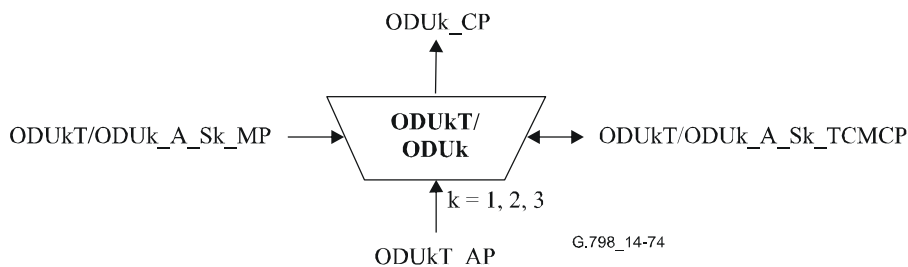 ODUk_CP
ODUkT/ODUk_A_Sk_MP
ODUkT/
ODUk
ODUkT/ODUk_A_Sk_TCMCP
k = 1, 2, 3
ODUkT_AP
G.798_14-74